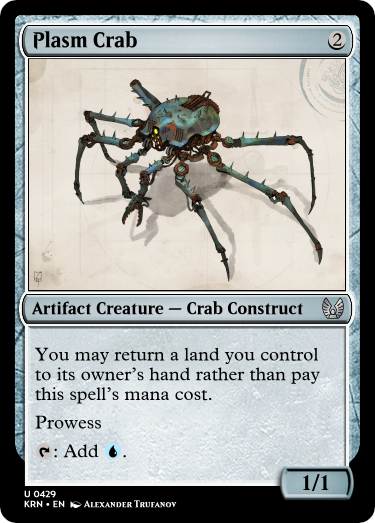 Plasm Crab 2
Artifact Creature — Crab Construct
You may return a land you control
to its owner's hand rather than pay
this spell's mana cost.
Prowess
: Add .
1/1
U 0429
KRN • EN Alexander Trufanov